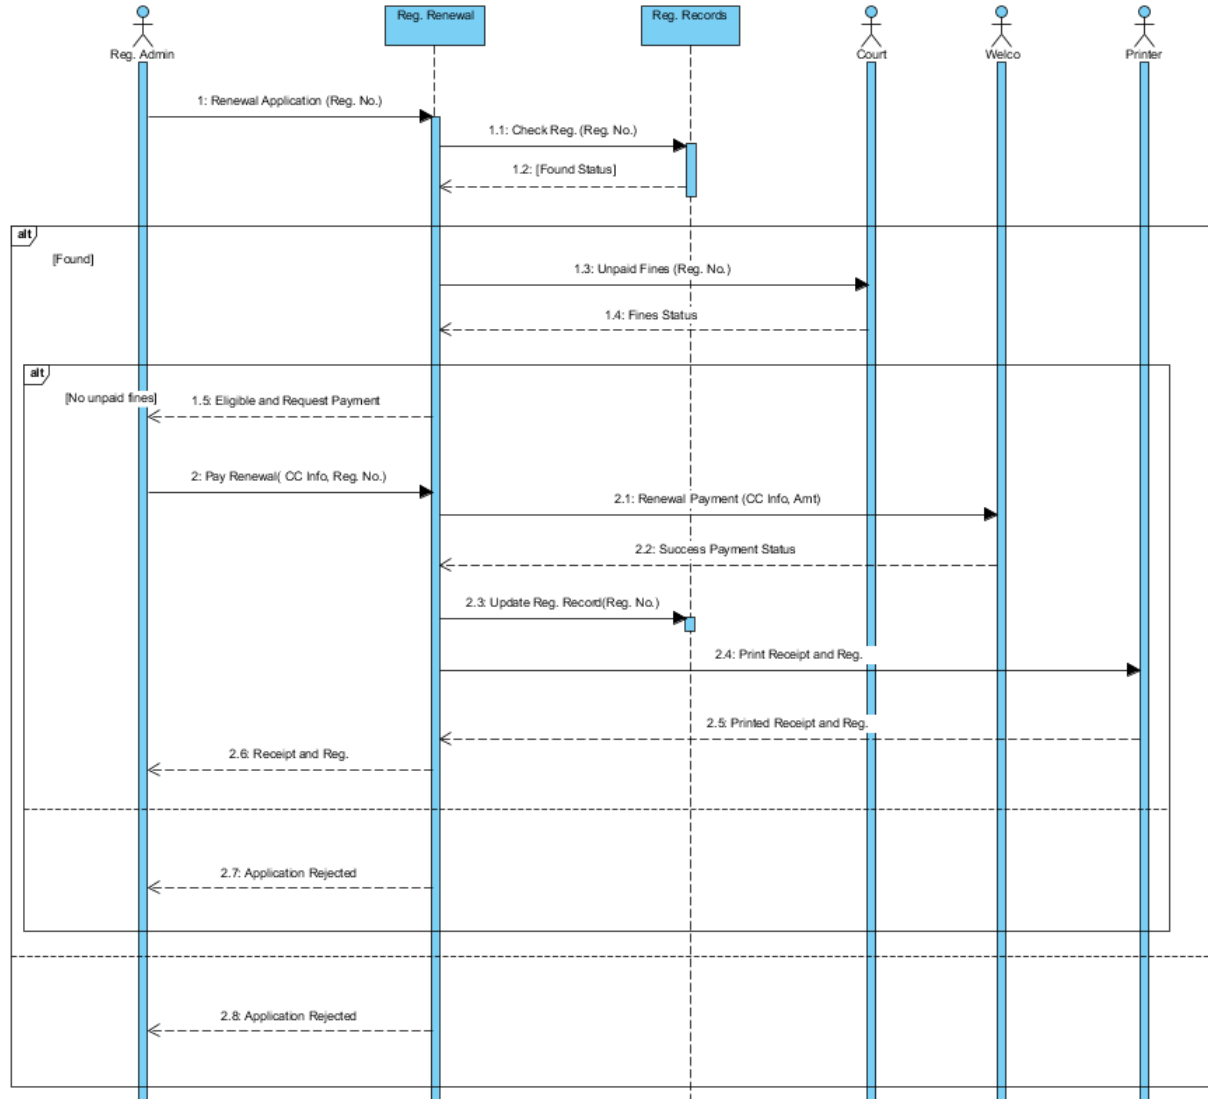 Reg. Renewal
Reg. Records
Reg. Admin
Court
Welco
Printer
1: Renewal Application (Reg. No.)
1.1: Check Reg. (Reg. No.)
1.2: [Found Status]
alt
[Found]
1.3: Unpaid Fines (Reg. No.)
1.4: Fines Status
alt
[No unpaid fines]
1.5: Eligible and Request Payment
2: Pay Renewal( CC Info, Reg. No.)
2.1: Renewal Payment (CC Info, Amt)
2.2: Success Payment Status
2.3: Update Reg. Record(Reg. No.)
2.4: Print Receipt and Reg.
2.5: Printed Receipt and Reg.
2.6: Receipt and Reg.
2.7: Application Rejected
2.8: Application Rejected